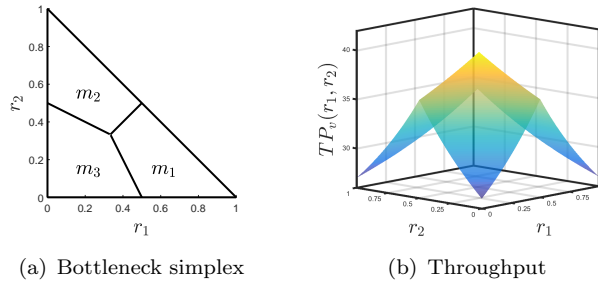 1
0.8
0.6
0.4
0.2
0
r₂
m₂
m₃
m₁
0 0.2 0.4 0.6 0.8 1
r₁
(a) Bottleneck simplex
40
35
30
TPᵥ(r₁, r₂)
1 0.75 0.5 0.25 0
0 0.25 0.5 0.75
r₂
r₁
(b) Throughput